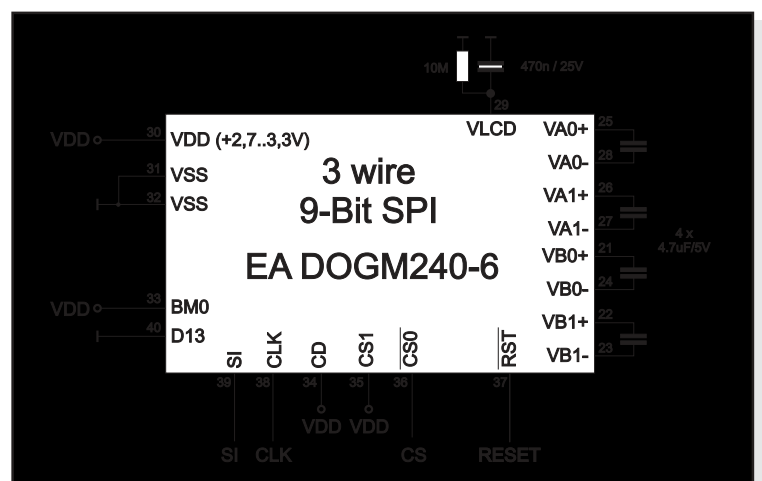 10M
470n / 25V
29
VLCD
30
VDD
VDD (+2,7..3,3V)
31
VSS
32
VSS
3 wire
9-Bit SPI
EA DOGM240-6
VA0+
25
VA0-
28
VA1+
26
VA1-
27
VB0+
21
VB0-
24
VB1+
22
VB1-
23
4 x
4.7uF/5V
33
VDD
BM0
40
D13
SI
CLK
CD
CS1
CS0
RST
39
38
34
35
36
37
VDD
VDD
SI
CLK
CS
RESET